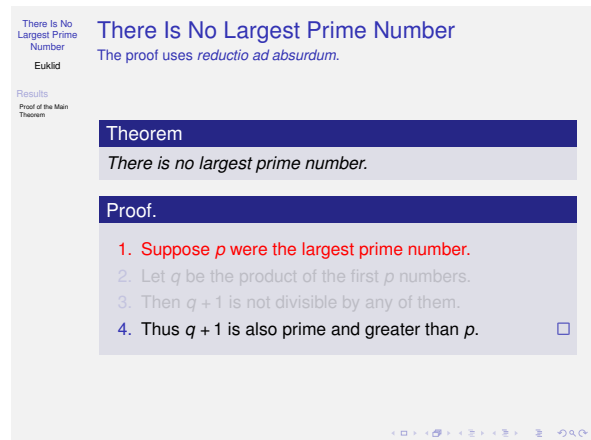 There Is No
Largest Prime
Number
Euklid
Results
Proof of the Main
Theorem
There Is No Largest Prime Number
The proof uses reductio ad absurdum.
Theorem
There is no largest prime number.
Proof.
1. Suppose p were the largest prime number.
2. Let q be the product of the first p numbers.
3. Then q + 1 is not divisible by any of them.
4. Thus q + 1 is also prime and greater than p. □